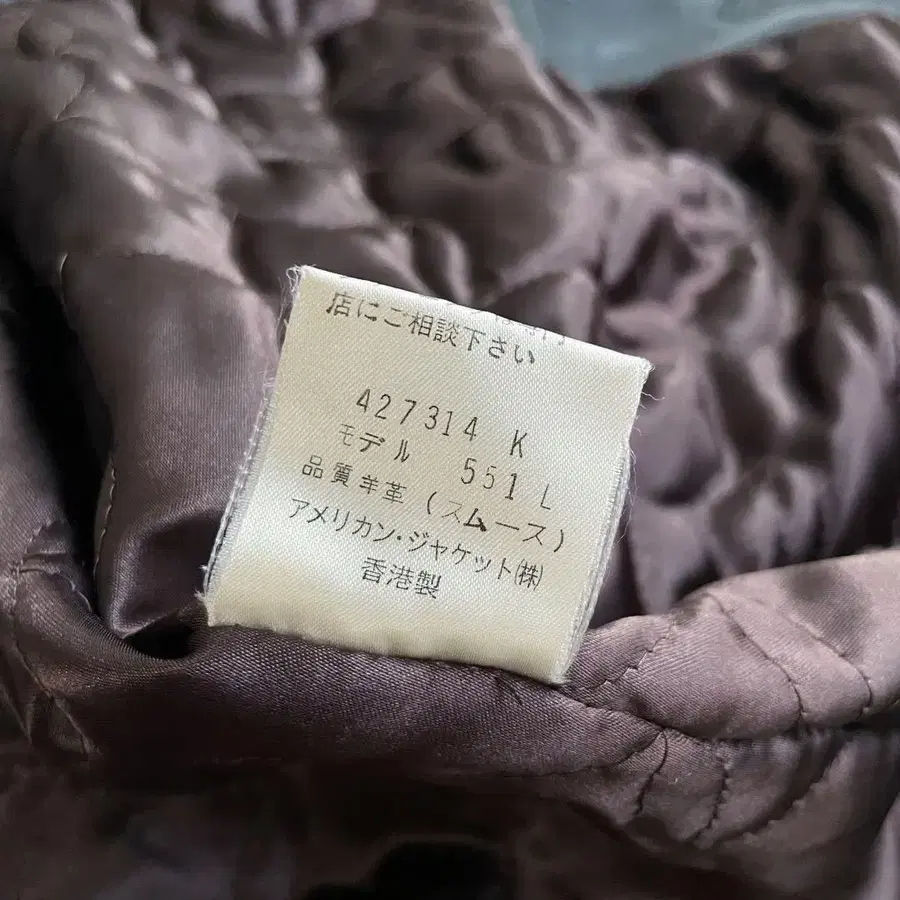 店にご相談下さい
427314 K
モデル 551 L
品質羊革 (スムース)
アメリカン・ジャケット㈱
香港製